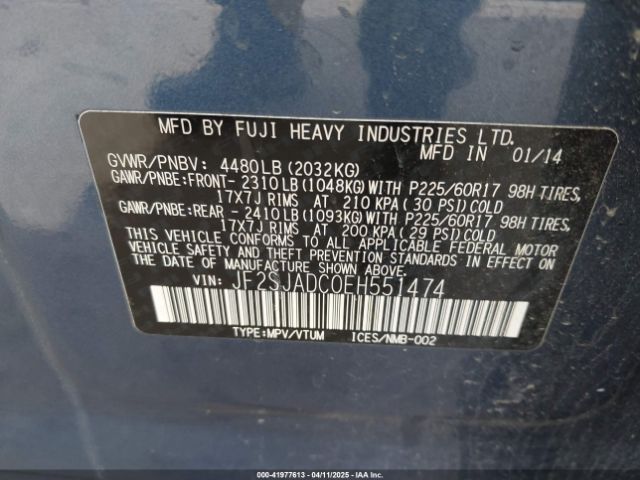 MFD BY FUJI HEAVY INDUSTRIES LTD.
MFD IN 01/14
GVWR/PNBV: 4480LB (2032KG)
GAWR/PNBE:FRONT- 2310LB (1048KG) WITH P225/60R17 98H TIRES,
17X7J RIMS AT 210 KPA (30 PSI) COLD
GAWR/PNBE:REAR - 2410LB (1093KG) WITH P225/60R17 98H TIRES,
17X7J RIMS AT 200 KPA (29 PSI) COLD
THIS VEHICLE CONFORMS TO ALL APPLICABLE FEDERAL MOTOR
VEHICLE SAFETY AND THEFT PREVENTION STANDARDS IN
EFFECT ON THE DATE OF MANUFACTURE SHOWN ABOVE.
VIN: JF2SJADC0EH551474
TYPE:MPV/VTUM ICES/NMB-002
000-41977613 - 04/11/2025 - COPYRIGHT IAA, LLC